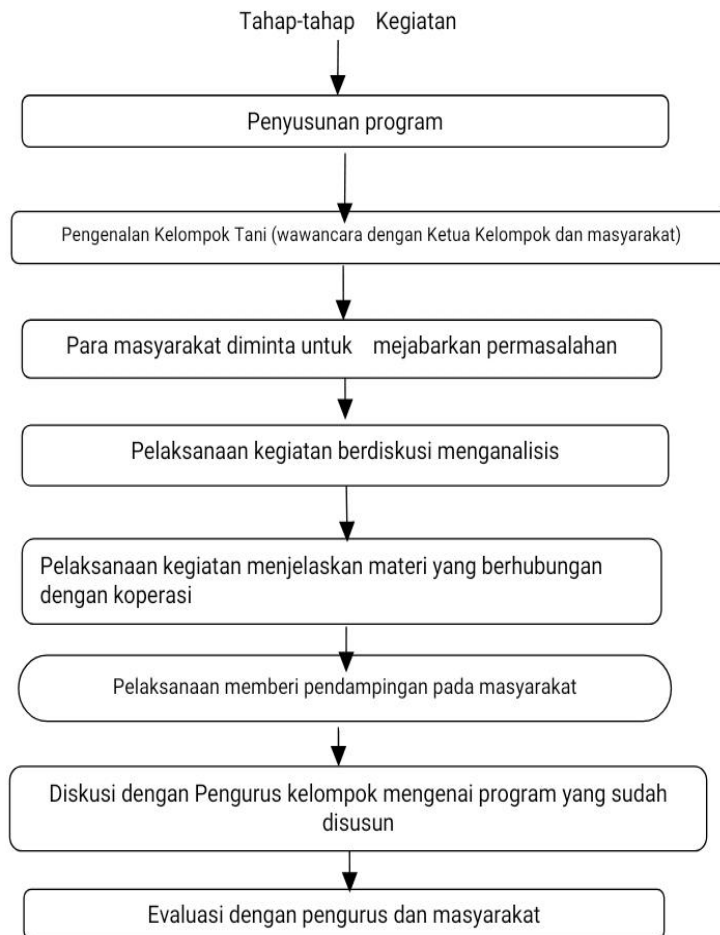 Tahap-tahap Kegiatan
Penyusunan program
Pengenalan Kelompok Tani (wawancara dengan Ketua Kelompok dan masyarakat)
Para masyarakat diminta untuk mejabarkan permasalahan
Pelaksanaan kegiatan berdiskusi menganalisis
Pelaksanaan kegiatan menjelaskan materi yang berhubungan
dengan koperasi
Pelaksanaan memberi pendampingan pada masyarakat
Diskusi dengan Pengurus kelompok mengenai program yang sudah
disusun
Evaluasi dengan pengurus dan masyarakat